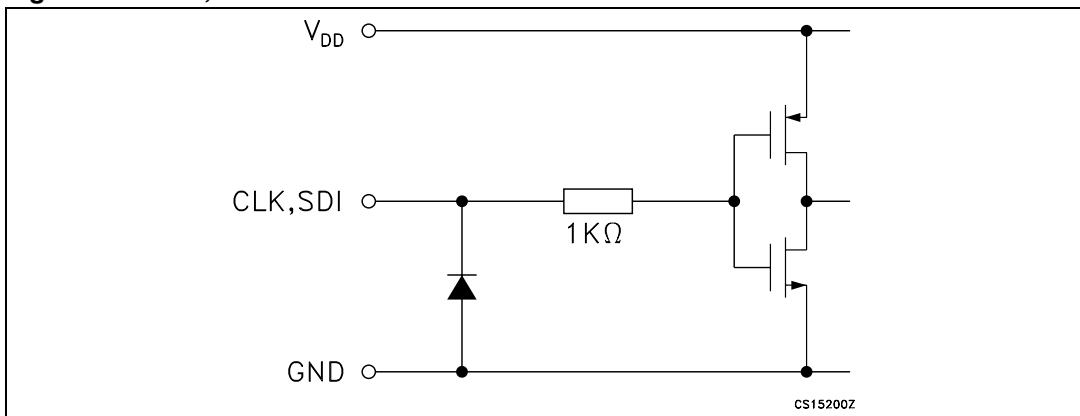 V_DD
CLK,SDI
1KΩ
GND
CS15200Z